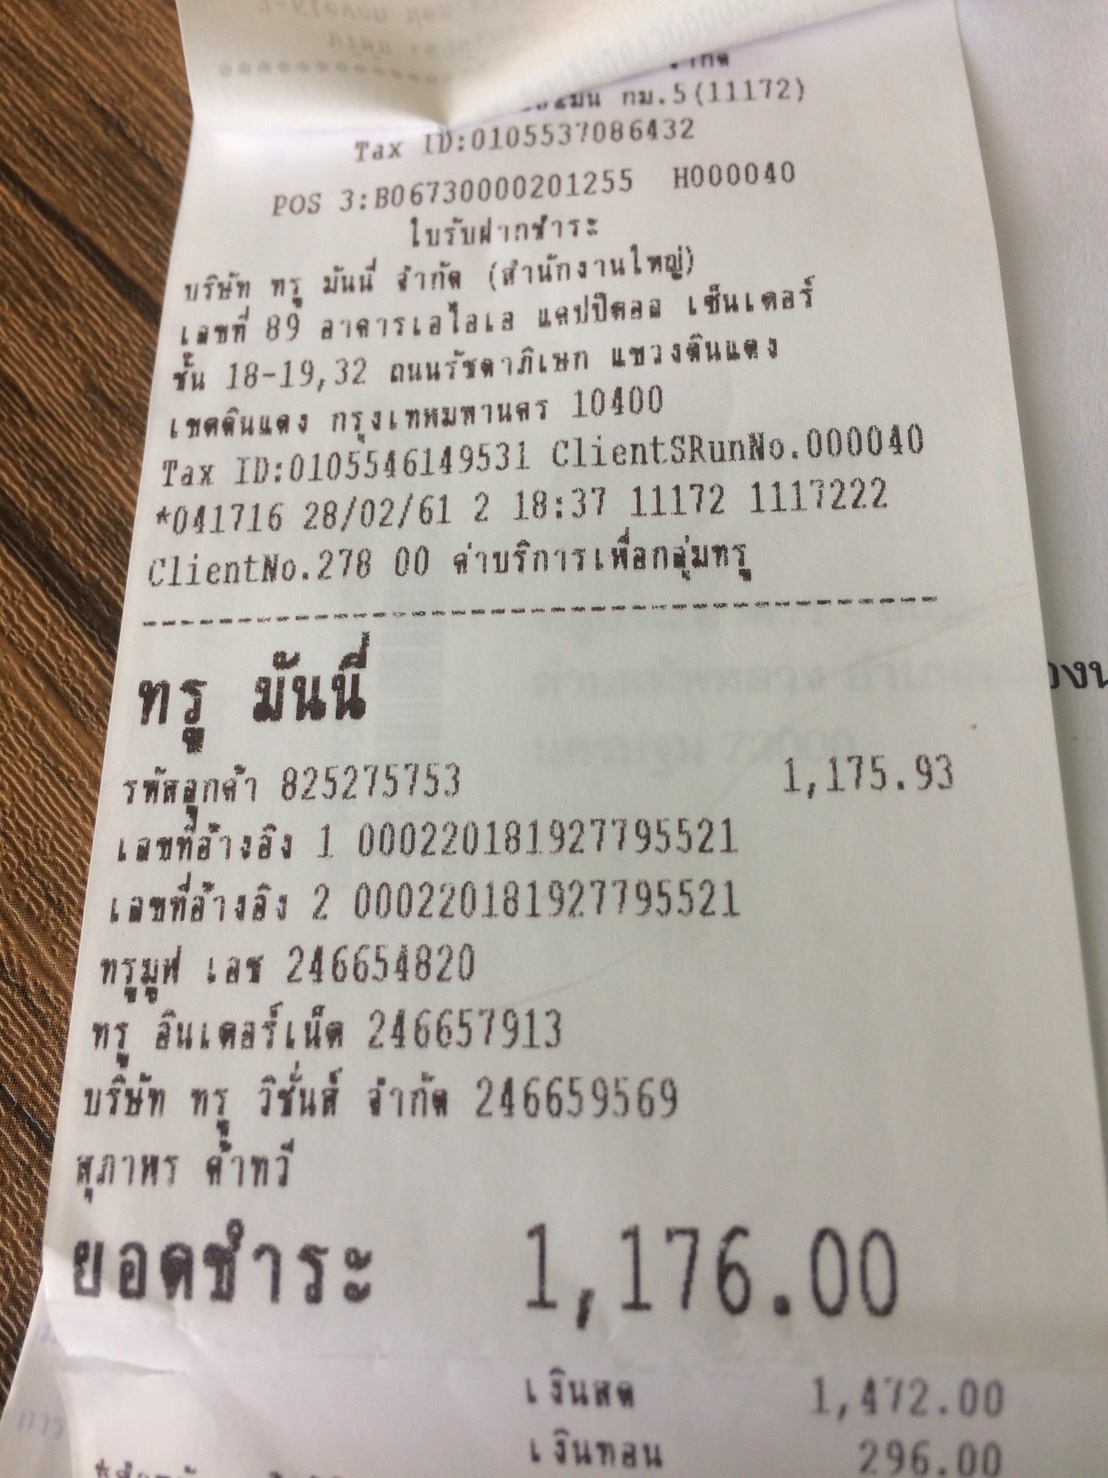 จำกัด
กม.5(11172)
Tax ID:0105537086432
POS 3:B06730000201255 H000040
ใบรับฝากชำระ
บริษัท ทรู มันนี่ จำกัด (สำนักงานใหญ่)
เลขที่ 89 อาคารเอไอเอ แคปปิตอล เซ็นเตอร์
ชั้น 18-19,32 ถนนรัชดาภิเษก แขวงดินแดง
เขตดินแดง กรุงเทพมหานคร 10400
Tax ID:0105546149531 ClientSRunNo.000040
*041716 28/02/61 2 18:37 11172 1117222
ClientNo.278 00 ค่าบริการเพื่อกลุ่มทรู
ทรู มันนี่
รหัสลูกค้า 825275753 1,175.93
เลขที่อ้างอิง 1 000220181927795521
เลขที่อ้างอิง 2 000220181927795521
ทรูมูฟ เอช 246654820
ทรู อินเตอร์เน็ต 246657913
บริษัท ทรู วิชั่นส์ จำกัด 246659569
สุภาพร ค้าทวี
ยอดชำระ 1,176.00
เงินสด 1,472.00
เงินทอน 296.00